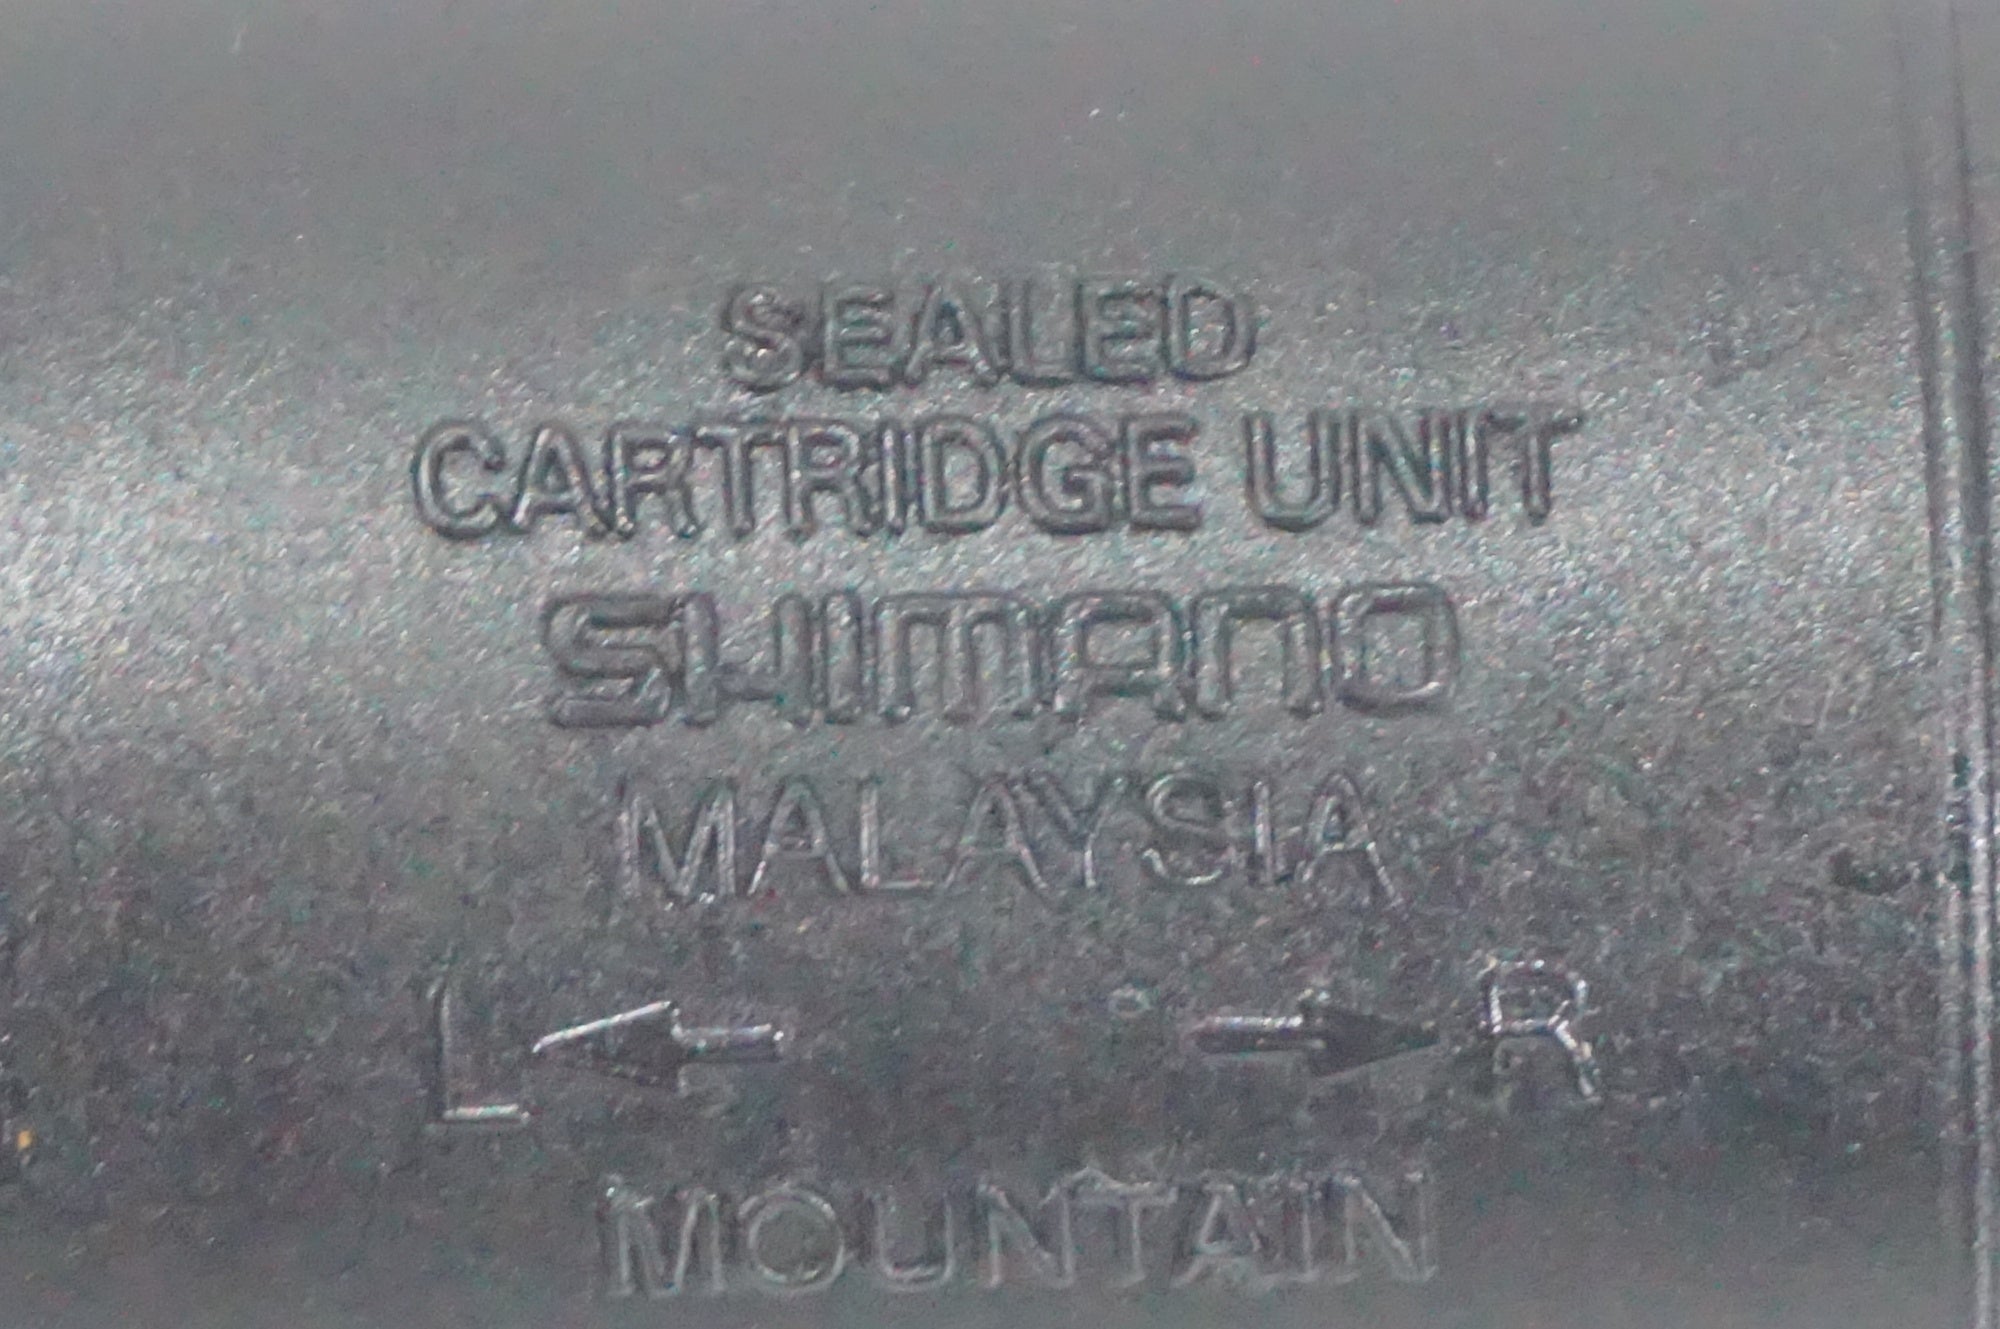 SEALED
CARTRIDGE UNIT
SHIMANO
MALAYSIA
L ← → R
MOUNTAIN